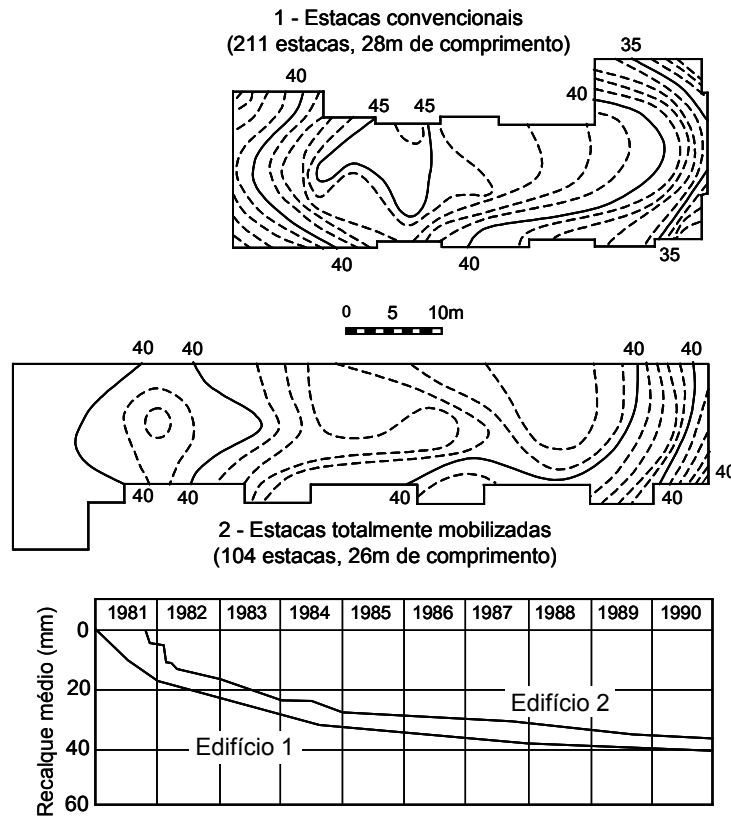 1 - Estacas convencionais
(211 estacas, 28m de comprimento)
35
40
45 45
40
40
40
35
0 5 10m
40 40
40 40
40 40
40
40
40
2 - Estacas totalmente mobilizadas
(104 estacas, 26m de comprimento)
Recalque médio (mm)
1981 1982 1983 1984 1985 1986 1987 1988 1989 1990
0
20
40
60
Edifício 2
Edifício 1